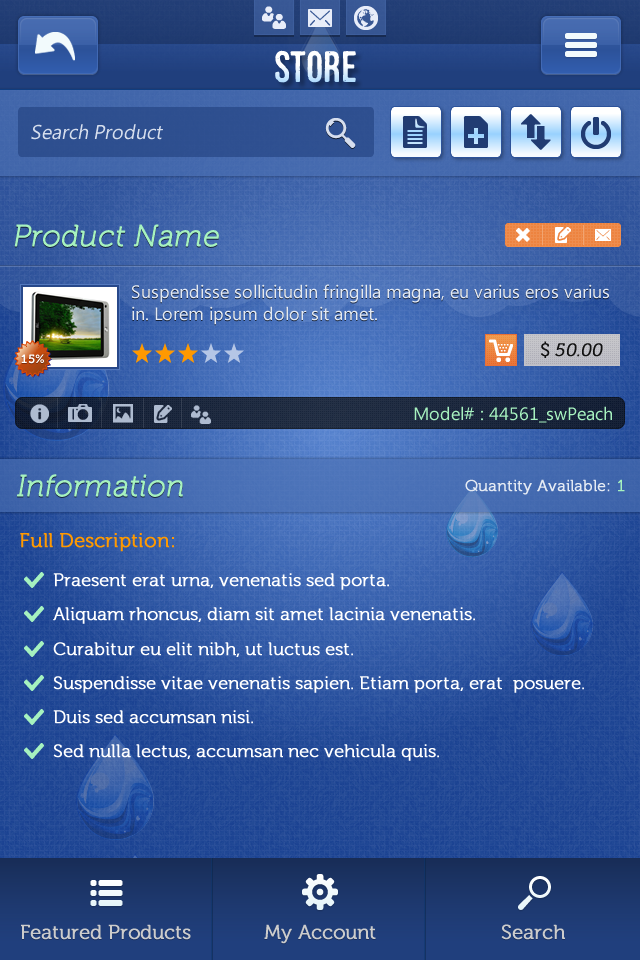 STORE
Search Product
Product Name
Suspendisse sollicitudin fringilla magna, eu varius eros varius
in. Lorem ipsum dolor sit amet.
15%
$ 50.00
Model# : 44561_swPeach
Information
Quantity Available: 1
Full Description:
Praesent erat urna, venenatis sed porta.
Aliquam rhoncus, diam sit amet lacinia venenatis.
Curabitur eu elit nibh, ut luctus est.
Suspendisse vitae venenatis sapien. Etiam porta, erat  posuere.
Duis sed accumsan nisi.
Sed nulla lectus, accumsan nec vehicula quis.
Featured Products
My Account
Search